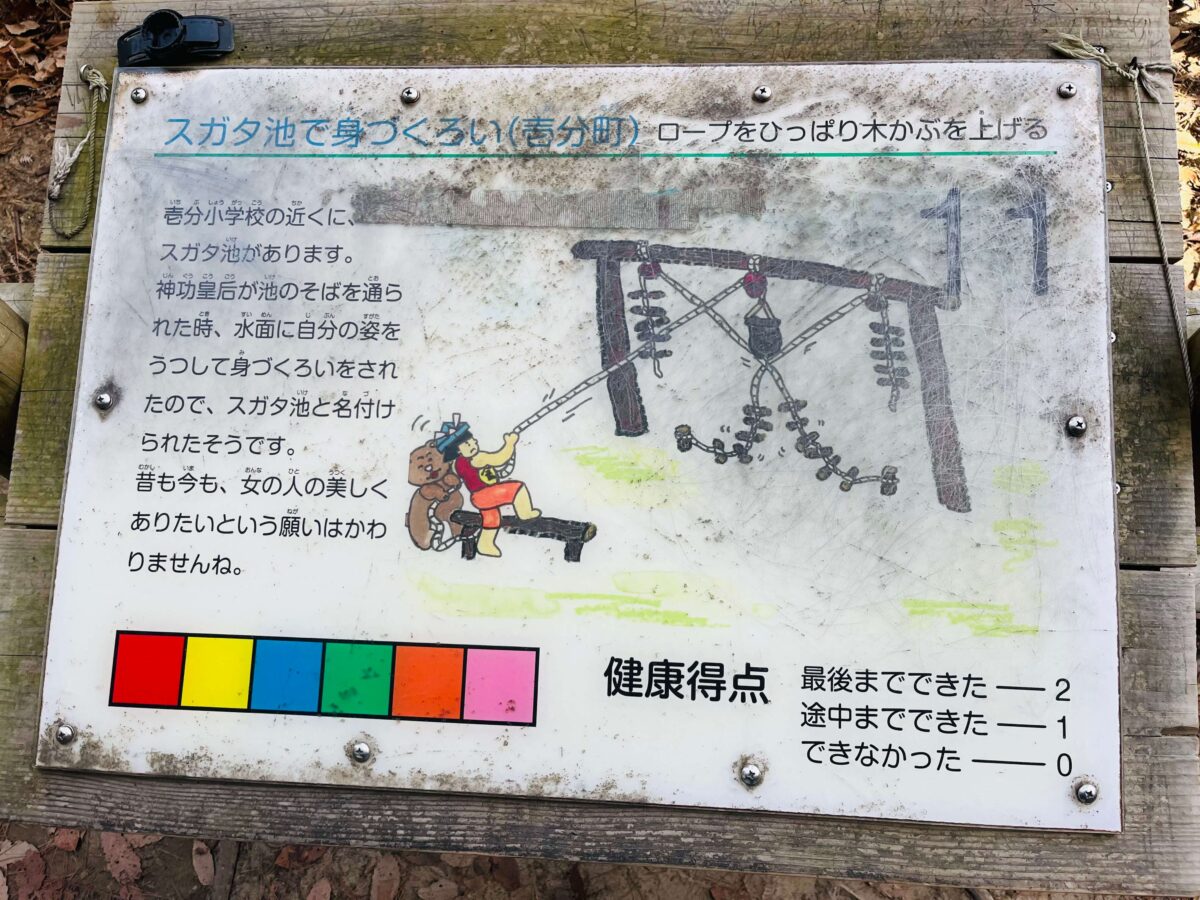 スガタ池で身づくろい(壱分町) ロープをひっぱり木かぶを上げる
11
壱分小学校の近くに、
スガタ池があります。
神功皇后が池のそばを通ら
れた時、水面に自分の姿を
うつして身づくろいをされ
たので、スガタ池と名付け
られたそうです。
昔も今も、女の人の美しく
ありたいという願いはかわ
りませんね。
健康得点
最後までできた ―― 2
途中までできた ―― 1
できなかった ――― 0